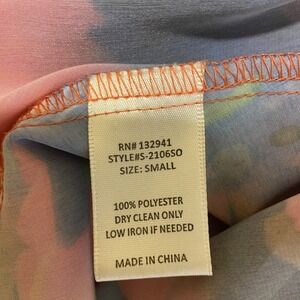 RN# 132941
STYLE#S-2106SO
SIZE: SMALL
100% POLYESTER
DRY CLEAN ONLY
LOW IRON IF NEEDED
MADE IN CHINA